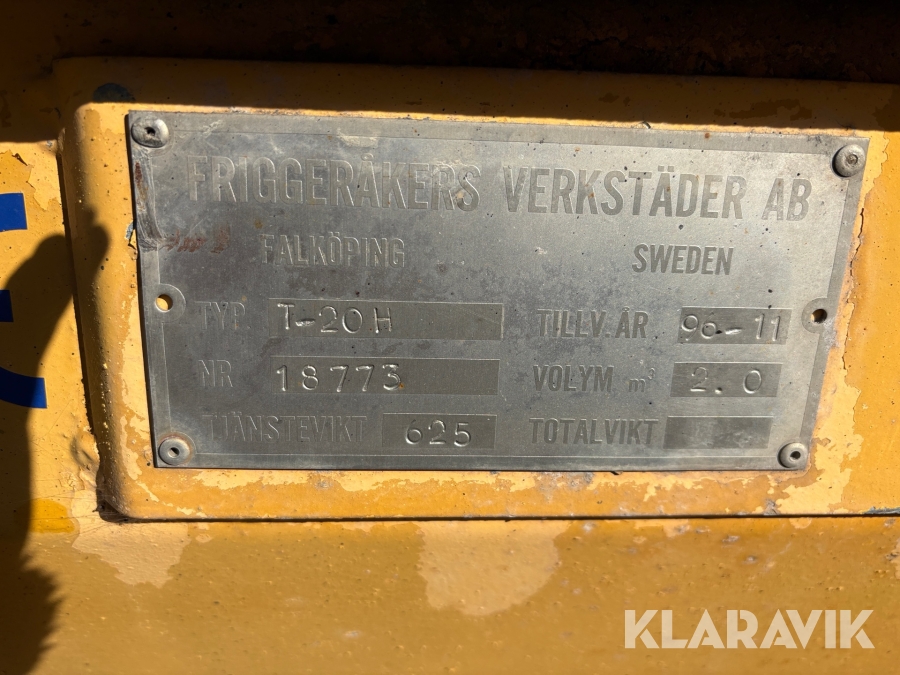 FRIGGERÅKERS VERKSTÄDER AB
FALKÖPING SWEDEN
TYP T-20H TILLV.ÅR 96-11
NR 18773 VOLYM m³ 2.0
TJÄNSTEVIKT 625 TOTALVIKT
KLARAVIK